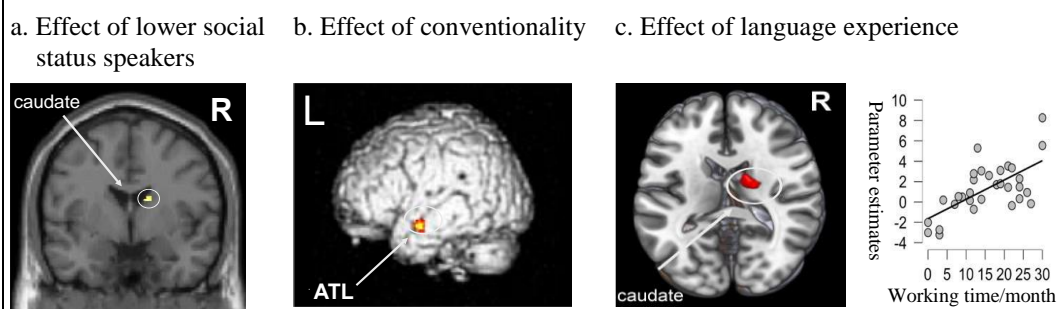 a. Effect of lower social
status speakers
b. Effect of conventionality
c. Effect of language experience
caudate
R
L
ATL
R
caudate
Parameter estimates
10
8
6
4
2
0
-2
-4
0 5 10 15 20 25 30
Working time/month